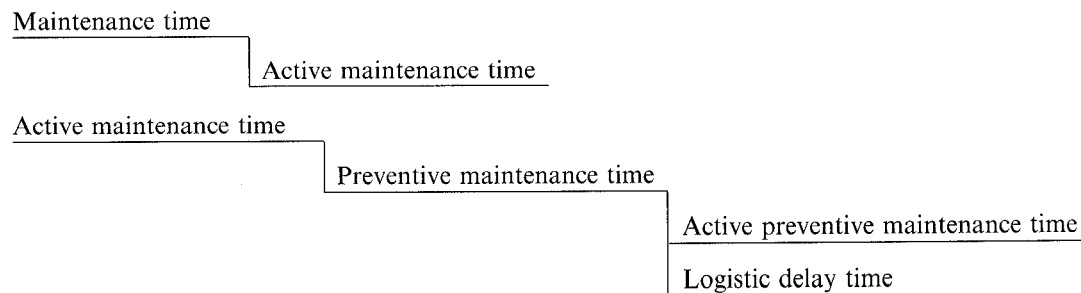 Maintenance time
Active maintenance time
Active maintenance time
Preventive maintenance time
Active preventive maintenance time
Logistic delay time